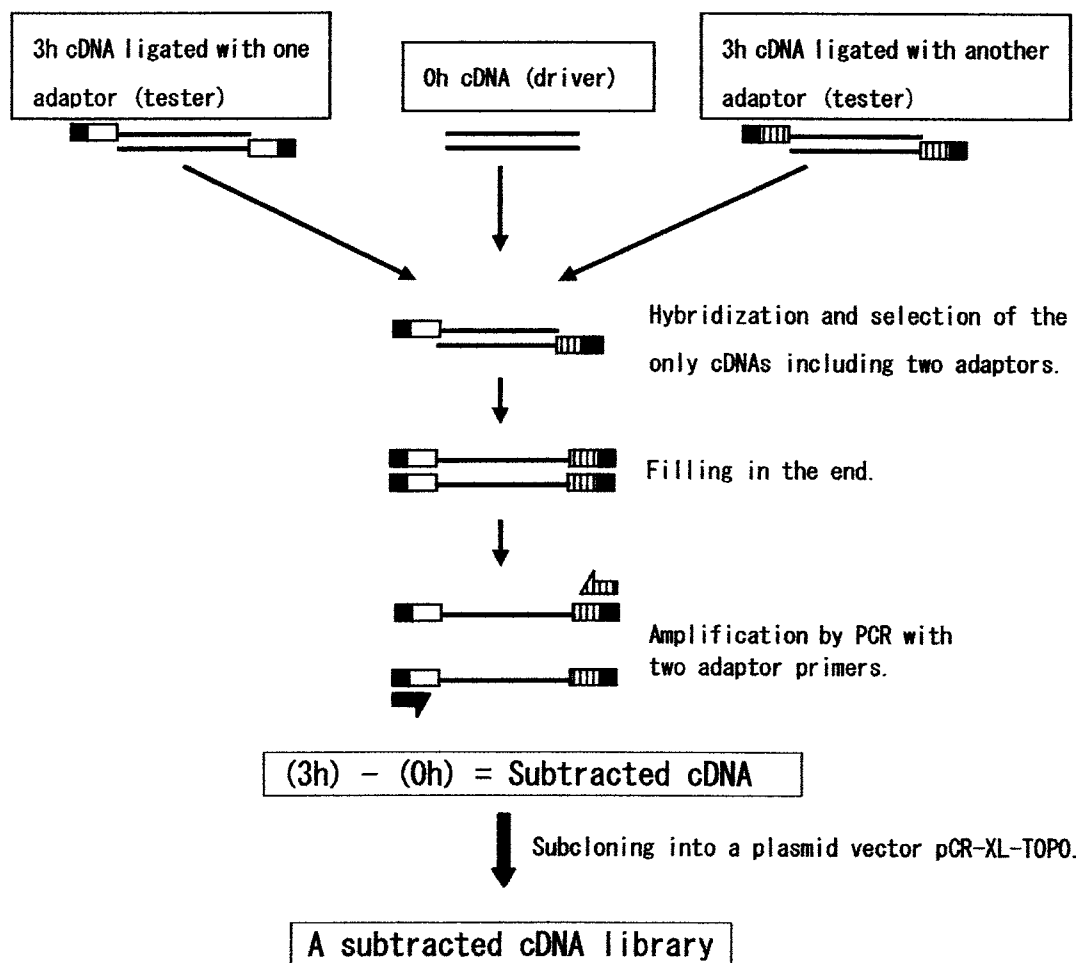 3h cDNA ligated with one
adaptor (tester)
0h cDNA (driver)
3h cDNA ligated with another
adaptor (tester)
Hybridization and selection of the
only cDNAs including two adaptors.
Filling in the end.
Amplification by PCR with
two adaptor primers.
(3h) - (0h) = Subtracted cDNA
Subcloning into a plasmid vector pCR-XL-TOPO.
A subtracted cDNA library